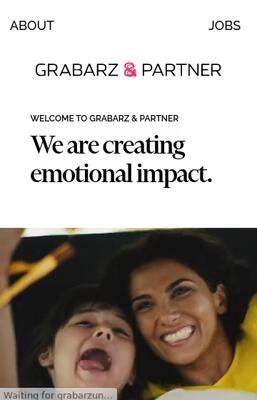 ABOUT
JOBS
GRABARZ & PARTNER
WELCOME TO GRABARZ & PARTNER
We are creating
emotional impact.
Waiting for grabarzun...